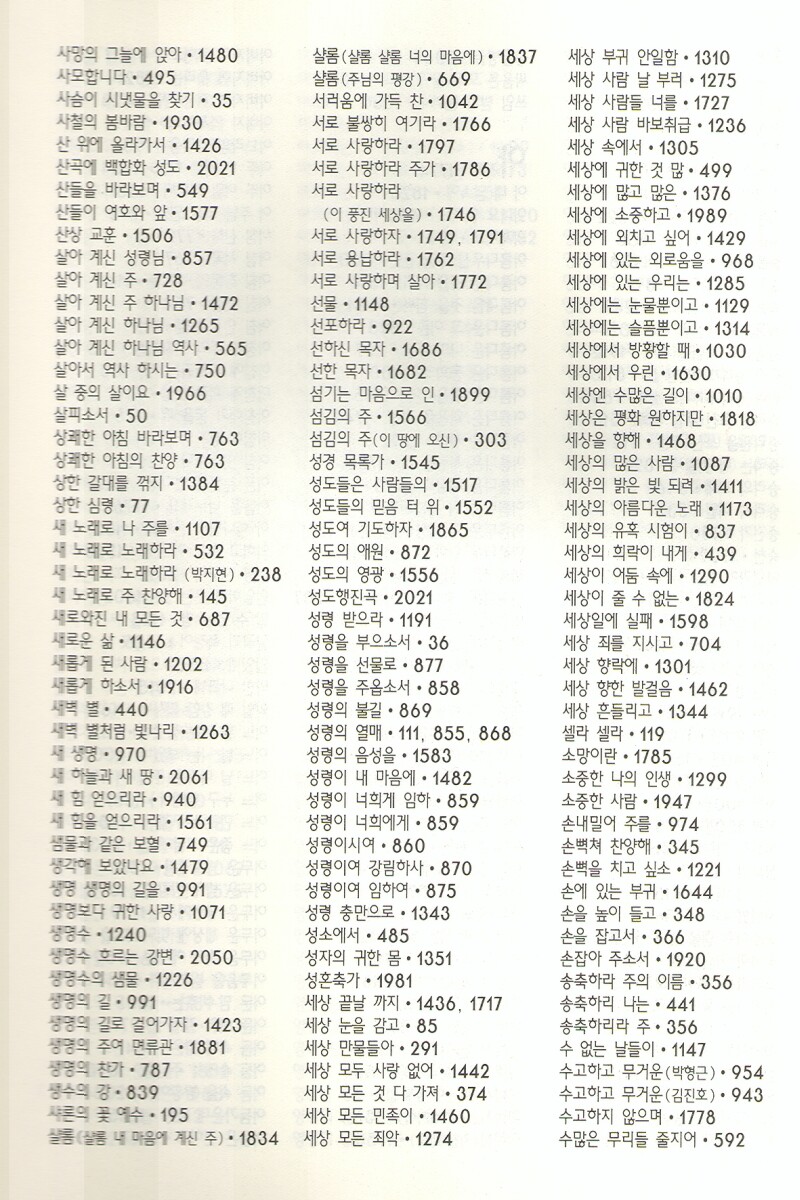 사망의 그늘에 앉아 • 1480
사모합니다 • 495
사슴이 시냇물을 찾기 • 35
사철의 봄바람 • 1930
산 위에 올라가서 • 1426
산곡에 백합화 성도 • 2021
산들을 바라보며 • 549
산들이 여호와 앞 • 1577
산상 교훈 • 1506
살아 계신 성령님 • 857
살아 계신 주 • 728
살아 계신 주 하나님 • 1472
살아 계신 하나님 • 1265
살아 계신 하나님 역사 • 565
살아서 역사 하시는 • 750
살 중의 살이요 • 1966
살피소서 • 50
상쾌한 아침 바라보며 • 763
상쾌한 아침의 찬양 • 763
상한 갈대를 꺾지 • 1384
상한 심령 • 77
새 노래로 나 주를 • 1107
새 노래로 노래하라 • 532
새 노래로 노래하라 (박지현) • 238
새 노래로 주 찬양해 • 145
새로와진 내 모든 것 • 687
새로운 삶 • 1146
새롭게 된 사람 • 1202
새롭게 하소서 • 1916
새벽 별 • 440
새벽 별처럼 빛나리 • 1263
새 생명 • 970
새 하늘과 새 땅 • 2061
새 힘 얻으리라 • 940
새 힘을 얻으리라 • 1561
샘물과 같은 보혈 • 749
생각해 보았나요 • 1479
생명 생명의 길을 • 991
생명보다 귀한 사랑 • 1071
생명수 • 1240
생명수 흐르는 강변 • 2050
생명수의 샘물 • 1226
생명의 길 • 991
생명의 길로 걸어가자 • 1423
생명의 주여 면류관 • 1881
생명의 찬가 • 787
생수의 강 • 839
샤론의 꽃 예수 • 195
샬롬(샬롬 내 마음에 계신 주) • 1834
샬롬(샬롬 샬롬 너의 마음에) • 1837
샬롬(주님의 평강) • 669
서러움에 가득 찬 • 1042
서로 불쌍히 여기라 • 1766
서로 사랑하라 • 1797
서로 사랑하라 주가 • 1786
서로 사랑하라
(이 풍진 세상을) • 1746
서로 사랑하자 • 1749, 1791
서로 용납하라 • 1762
서로 사랑하며 살아 • 1772
선물 • 1148
선포하라 • 922
선하신 목자 • 1686
선한 목자 • 1682
섬기는 마음으로 인 • 1899
섬김의 주 • 1566
섬김의 주(이 땅에 오신) • 303
성경 목록가 • 1545
성도들은 사람들의 • 1517
성도들의 믿음 터 위 • 1552
성도여 기도하자 • 1865
성도의 애원 • 872
성도의 영광 • 1556
성도행진곡 • 2021
성령 받으라 • 1191
성령을 부으소서 • 36
성령을 선물로 • 877
성령을 주옵소서 • 858
성령의 불길 • 869
성령의 열매 • 111, 855, 868
성령의 음성을 • 1583
성령이 내 마음에 • 1482
성령이 너희게 임하 • 859
성령이 너희에게 • 859
성령이시여 • 860
성령이여 강림하사 • 870
성령이여 임하여 • 875
성령 충만으로 • 1343
성소에서 • 485
성자의 귀한 몸 • 1351
성혼축가 • 1981
세상 끝날 까지 • 1436, 1717
세상 눈을 감고 • 85
세상 만물들아 • 291
세상 모두 사랑 없어 • 1442
세상 모든 것 다 가져 • 374
세상 모든 민족이 • 1460
세상 모든 죄악 • 1274
세상 부귀 안일함 • 1310
세상 사람 날 부러 • 1275
세상 사람들 너를 • 1727
세상 사람 바보취급 • 1236
세상 속에서 • 1305
세상에 귀한 것 많 • 499
세상에 많고 많은 • 1376
세상에 소중하고 • 1989
세상에 외치고 싶어 • 1429
세상에 있는 외로움을 • 968
세상에 있는 우리는 • 1285
세상에는 눈물뿐이고 • 1129
세상에는 슬픔뿐이고 • 1314
세상에서 방황할 때 • 1030
세상에서 우린 • 1630
세상엔 수많은 길이 • 1010
세상은 평화 원하지만 • 1818
세상을 향해 • 1468
세상의 많은 사람 • 1087
세상의 밝은 빛 되려 • 1411
세상의 아름다운 노래 • 1173
세상의 유혹 시험이 • 837
세상의 희락이 내게 • 439
세상이 어둠 속에 • 1290
세상이 줄 수 없는 • 1824
세상일에 실패 • 1598
세상 죄를 지시고 • 704
세상 향락에 • 1301
세상 향한 발걸음 • 1462
세상 흔들리고 • 1344
셀라 셀라 • 119
소망이란 • 1785
소중한 나의 인생 • 1299
소중한 사람 • 1947
손내밀어 주를 • 974
손뼉쳐 찬양해 • 345
손뼉을 치고 싶소 • 1221
손에 있는 부귀 • 1644
손을 높이 들고 • 348
손을 잡고서 • 366
손잡아 주소서 • 1920
송축하라 주의 이름 • 356
송축하리 나는 • 441
송축하리라 주 • 356
수 없는 날들이 • 1147
수고하고 무거운(박형근) • 954
수고하고 무거운(김진호) • 943
수고하지 않으며 • 1778
수많은 무리들 줄지어 • 592